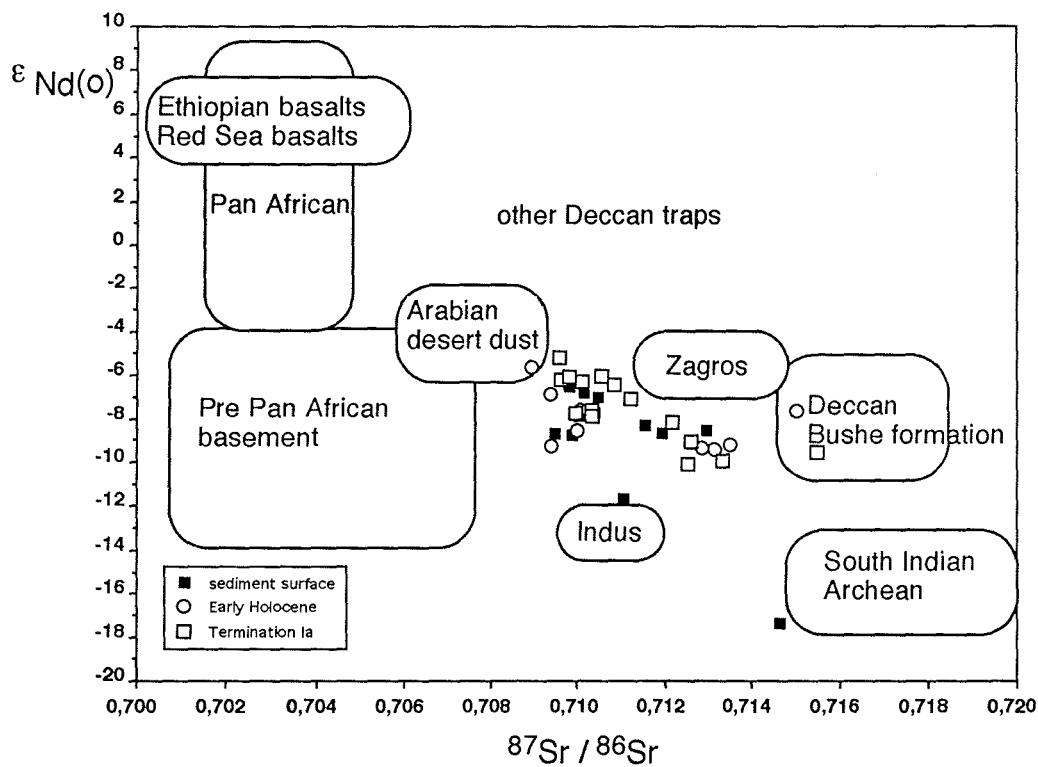 10
8
ε Nd(o)
6
4
2
0
-2
-4
-6
-8
-10
-12
-14
-16
-18
-20
Ethiopian basalts
Red Sea basalts
Pan African
other Deccan traps
Arabian
desert dust
Zagros
Pre Pan African
basement
Deccan
Bushe formation
Indus
South Indian
Archean
sediment surface
Early Holocene
Termination Ia
0,700 0,702 0,704 0,706 0,708 0,710 0,712 0,714 0,716 0,718 0,720
87Sr / 86Sr